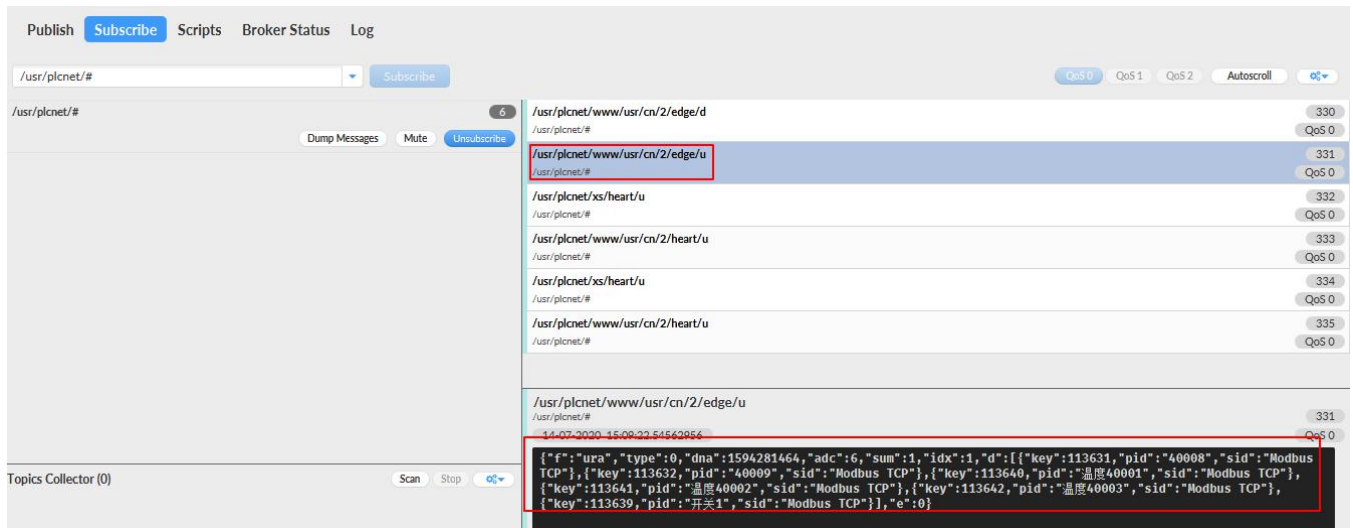 Publish Subscribe Scripts Broker Status Log
/usr/plcnet/# Subscribe QoS 0 QoS 1 QoS 2 Autoscroll
/usr/plcnet/# 6
Dump Messages Mute Unsubscribe
/usr/plcnet/www/usr/cn/2/edge/d 330
/usr/plcnet/# QoS 0
/usr/plcnet/www/usr/cn/2/edge/u 331
/usr/plcnet/# QoS 0
/usr/plcnet/xs/heart/u 332
/usr/plcnet/# QoS 0
/usr/plcnet/www/usr/cn/2/heart/u 333
/usr/plcnet/# QoS 0
/usr/plcnet/xs/heart/u 334
/usr/plcnet/# QoS 0
/usr/plcnet/www/usr/cn/2/heart/u 335
/usr/plcnet/# QoS 0
/usr/plcnet/www/usr/cn/2/edge/u
/usr/plcnet/# 331
14-07-2020 15:09:22.54562956 QoS 0
{"f":"ura","type":0,"dna":1594281464,"adc":6,"sum":1,"idx":1,"d":[{"key":113631,"pid":"40008","sid":"Modbus
TCP"},{"key":113632,"pid":"40009","sid":"Modbus TCP"},{"key":113640,"pid":"温度40001","sid":"Modbus TCP"},
{"key":113641,"pid":"温度40002","sid":"Modbus TCP"},{"key":113642,"pid":"温度40003","sid":"Modbus TCP"},
{"key":113639,"pid":"开关1","sid":"Modbus TCP"}],"e":0}
Topics Collector (0) Scan Stop